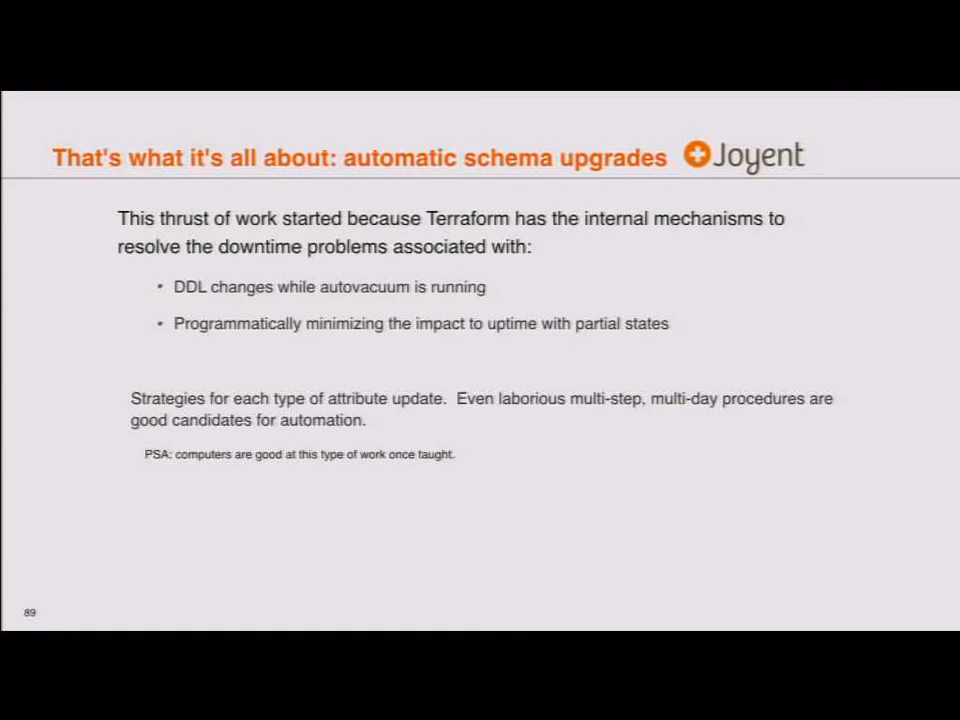 That's what it's all about: automatic schema upgrades
Joyent
This thrust of work started because Terraform has the internal mechanisms to
resolve the downtime problems associated with:
• DDL changes while autovacuum is running
• Programmatically minimizing the impact to uptime with partial states
Strategies for each type of attribute update.  Even laborious multi-step, multi-day procedures are
good candidates for automation.
PSA: computers are good at this type of work once taught.
89